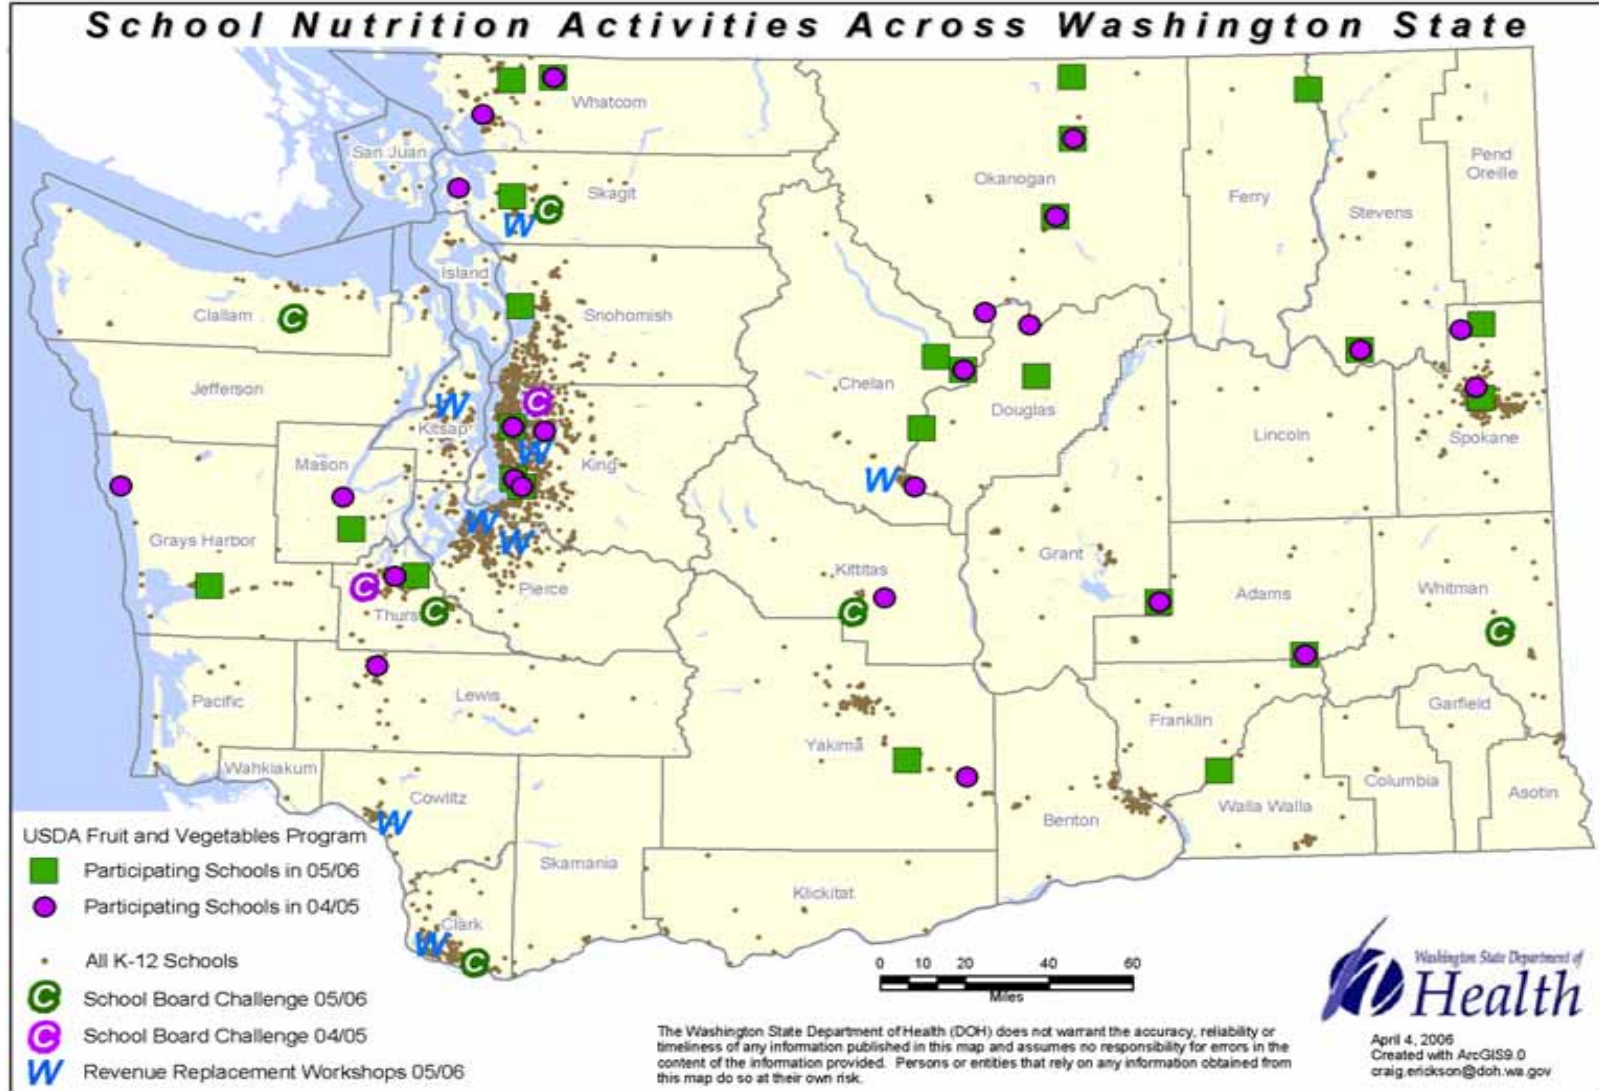 School Nutrition Activities Across Washington State
Whatcom
San Juan
Skagit
Okanogan
Ferry
Stevens
Pend
Oreille
Island
Clallam
Snohomish
Jefferson
Chelan
Douglas
Kitsap
Lincoln
Spokane
Mason
King
Grays Harbor
Grant
Kittitas
Adams
Whitman
Pierce
Thurs
Pacific
Lewis
Yakima
Franklin
Garfield
Wahkiakum
Cowlitz
Benton
Walla Walla
Columbia
Asotin
Skamania
Klickitat
Clark
C
C
C
C
C
C
C
C
W
W
W
W
W
W
W
W
USDA Fruit and Vegetables Program
Participating Schools in 05/06
Participating Schools in 04/05
All K-12 Schools
C School Board Challenge 05/06
C School Board Challenge 04/05
W Revenue Replacement Workshops 05/06
0 10 20 40 60
Miles
The Washington State Department of Health (DOH) does not warrant the accuracy, reliability or
timeliness of any information published in this map and assumes no responsibility for errors in the
content of the information provided. Persons or entities that rely on any information obtained from
this map do so at their own risk.
Washington State Department of
Health
April 4, 2006
Created with ArcGIS9.0
craig.erickson@doh.wa.gov